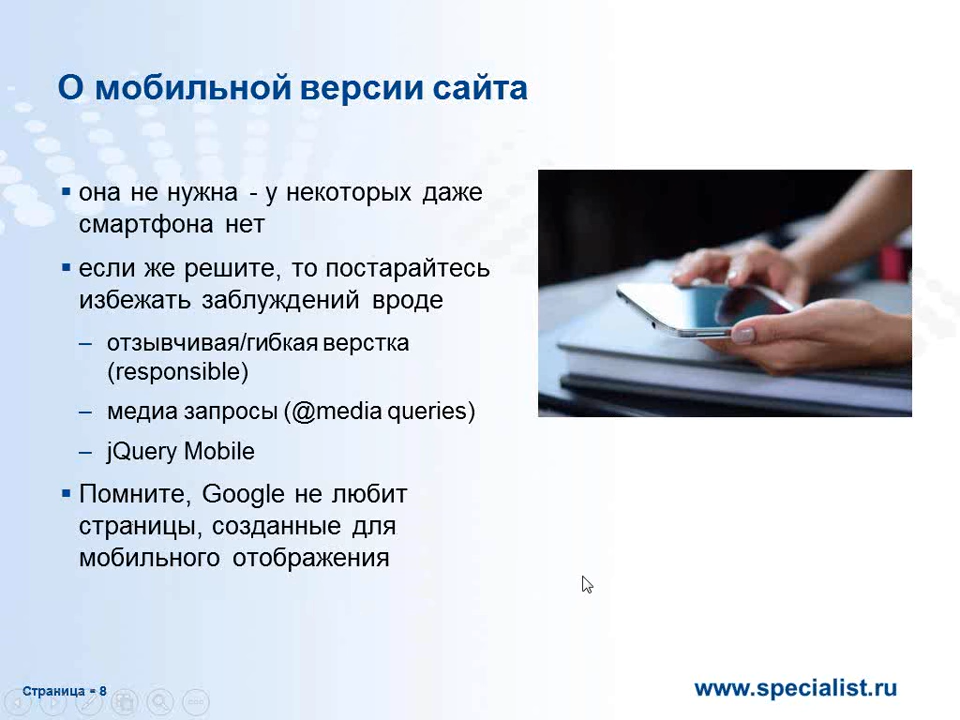 О мобильной версии сайта
она не нужна - у некоторых даже
смартфона нет
если же решите, то постарайтесь
избежать заблуждений вроде
– отзывчивая/гибкая верстка
(responsible)
– медиа запросы (@media queries)
– jQuery Mobile
Помните, Google не любит
страницы, созданные для
мобильного отображения
Страница ▪ 8
www.specialist.ru